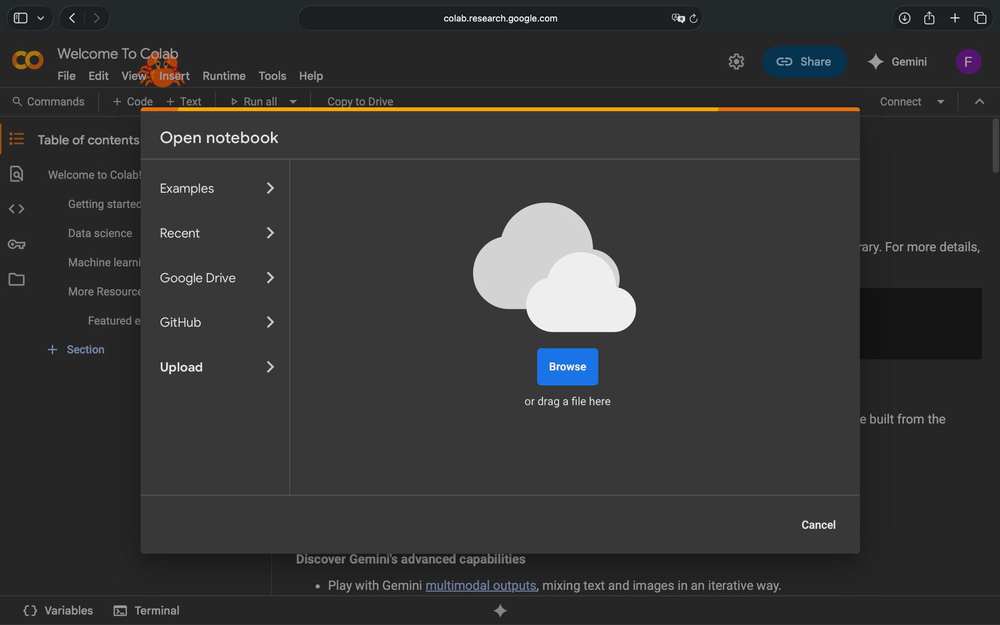 colab.research.google.com
Welcome To Colab
File Edit View Insert Runtime Tools Help
Share
Gemini
F
Commands + Code + Text Run all Copy to Drive
Connect
Open notebook
Table of contents
Welcome to Colab!
Getting started
Data science
Machine learni
More Resource
Featured e
+ Section
Examples
Recent
Google Drive
GitHub
Upload
Browse
or drag a file here
Cancel
rary. For more details,
e built from the
Discover Gemini's advanced capabilities
• Play with Gemini multimodal outputs, mixing text and images in an iterative way.
Variables
Terminal